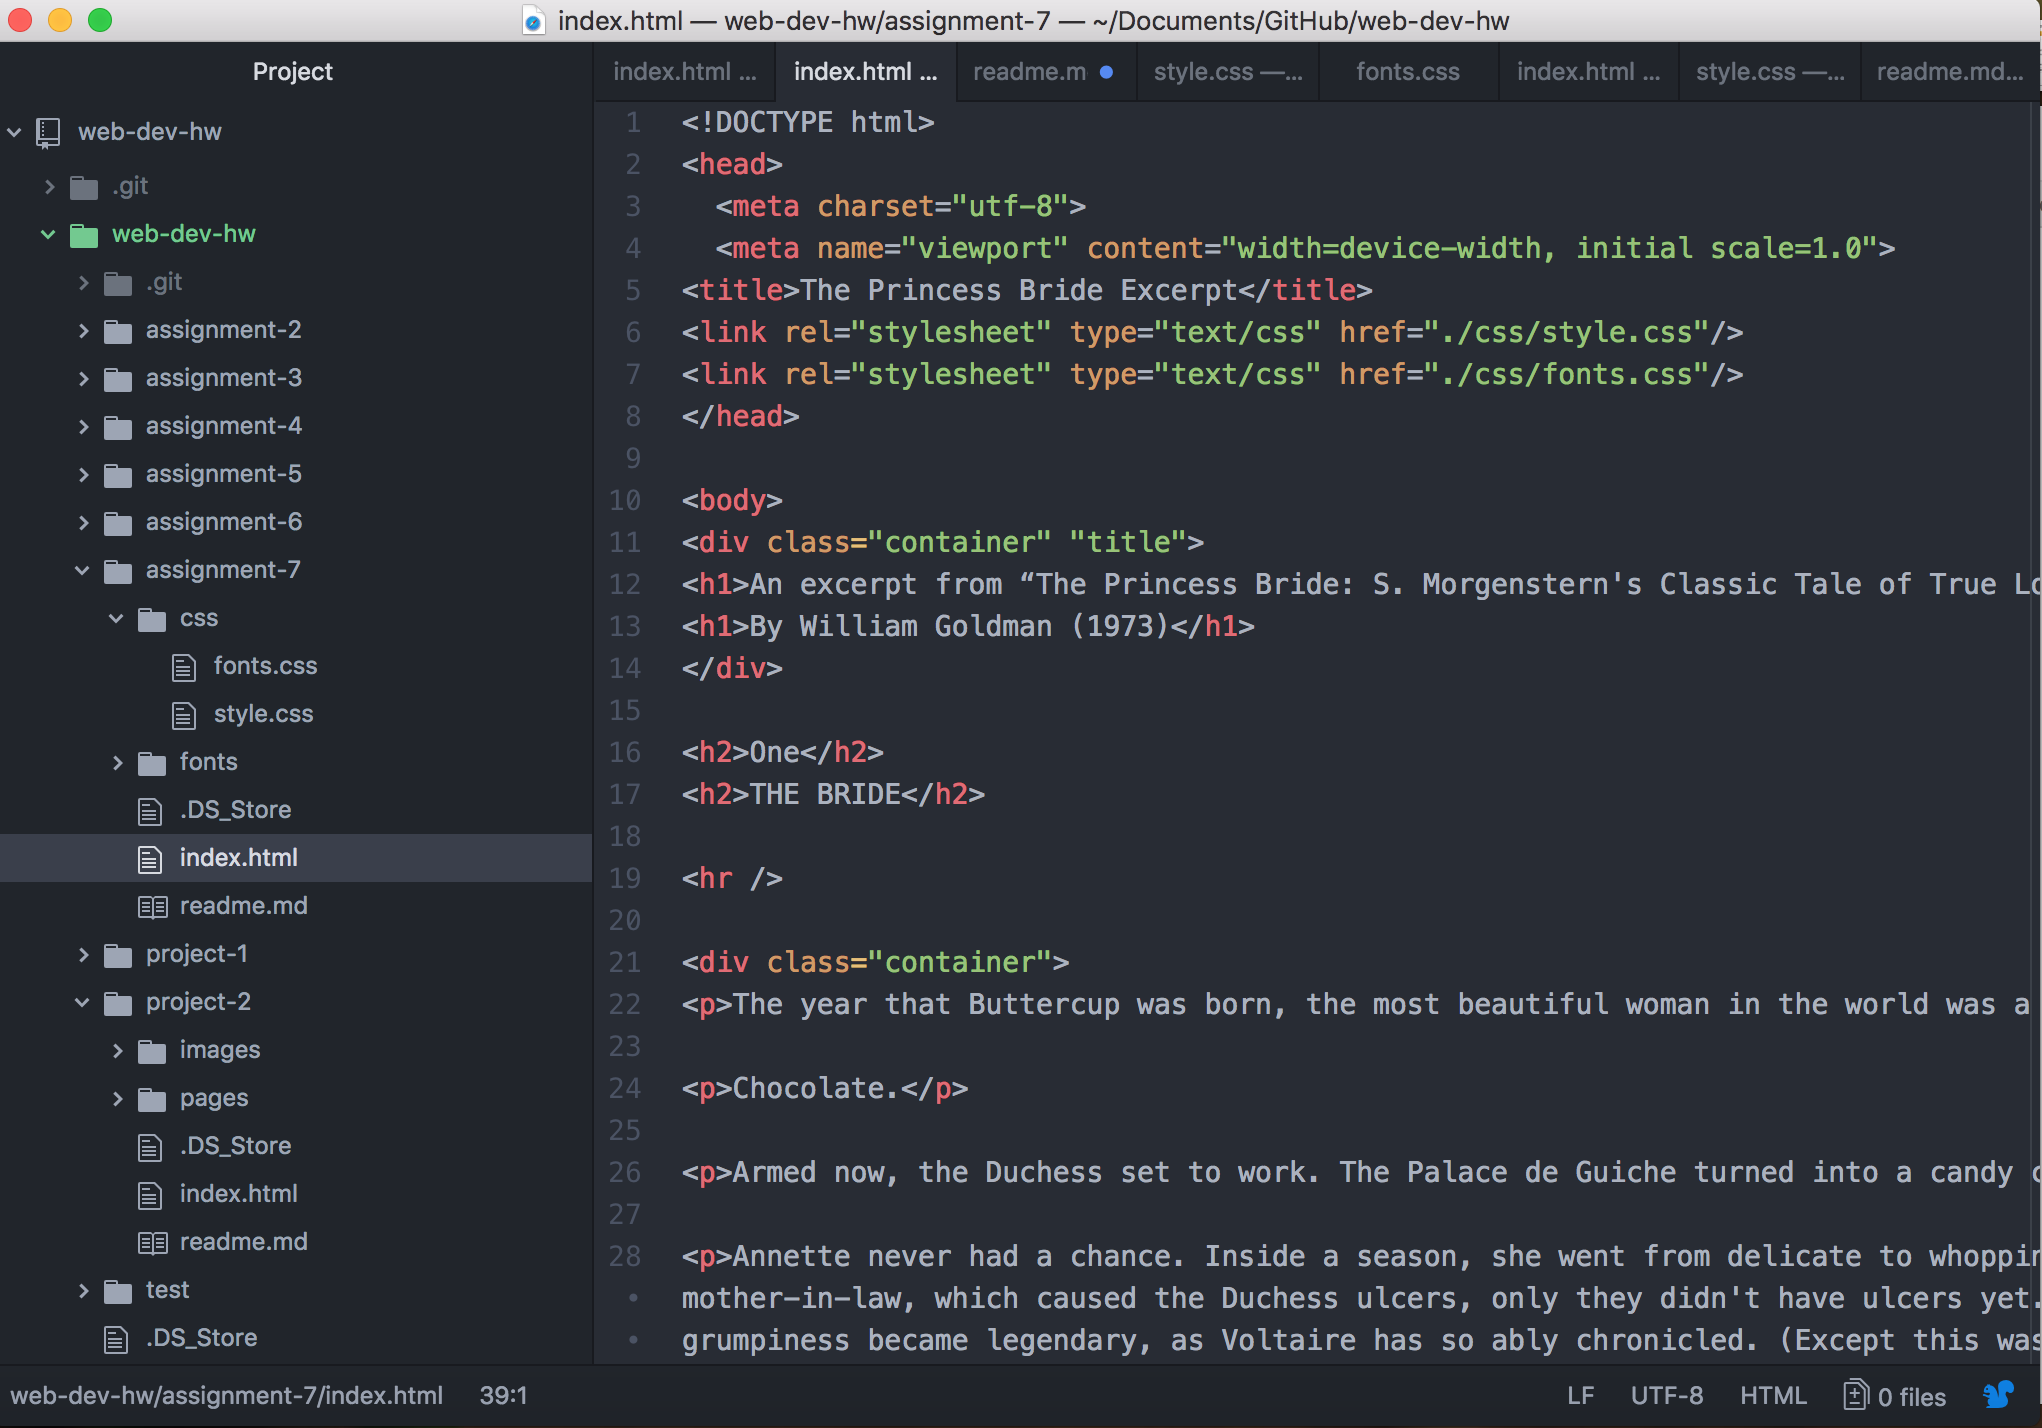 index.html — web-dev-hw/assignment-7 — ~/Documents/GitHub/web-dev-hw
Project
web-dev-hw
.git
web-dev-hw
.git
assignment-2
assignment-3
assignment-4
assignment-5
assignment-6
assignment-7
css
fonts.css
style.css
fonts
.DS_Store
index.html
readme.md
project-1
project-2
images
pages
.DS_Store
index.html
readme.md
test
.DS_Store
index.html ... index.html ... readme.m style.css —... fonts.css index.html ... style.css —... readme.md...
1 <!DOCTYPE html>
2 <head>
3 <meta charset="utf-8">
4 <meta name="viewport" content="width=device-width, initial scale=1.0">
5 <title>The Princess Bride Excerpt</title>
6 <link rel="stylesheet" type="text/css" href="./css/style.css"/>
7 <link rel="stylesheet" type="text/css" href="./css/fonts.css"/>
8 </head>
9
10 <body>
11 <div class="container" "title">
12 <h1>An excerpt from “The Princess Bride: S. Morgenstern's Classic Tale of True Lo
13 <h1>By William Goldman (1973)</h1>
14 </div>
15
16 <h2>One</h2>
17 <h2>THE BRIDE</h2>
18
19 <hr />
20
21 <div class="container">
22 <p>The year that Buttercup was born, the most beautiful woman in the world was a
23
24 <p>Chocolate.</p>
25
26 <p>Armed now, the Duchess set to work. The Palace de Guiche turned into a candy
27
28 <p>Annette never had a chance. Inside a season, she went from delicate to whoppin
• mother-in-law, which caused the Duchess ulcers, only they didn't have ulcers yet.
• grumpiness became legendary, as Voltaire has so ably chronicled. (Except this was
web-dev-hw/assignment-7/index.html 39:1 LF UTF-8 HTML 0 files